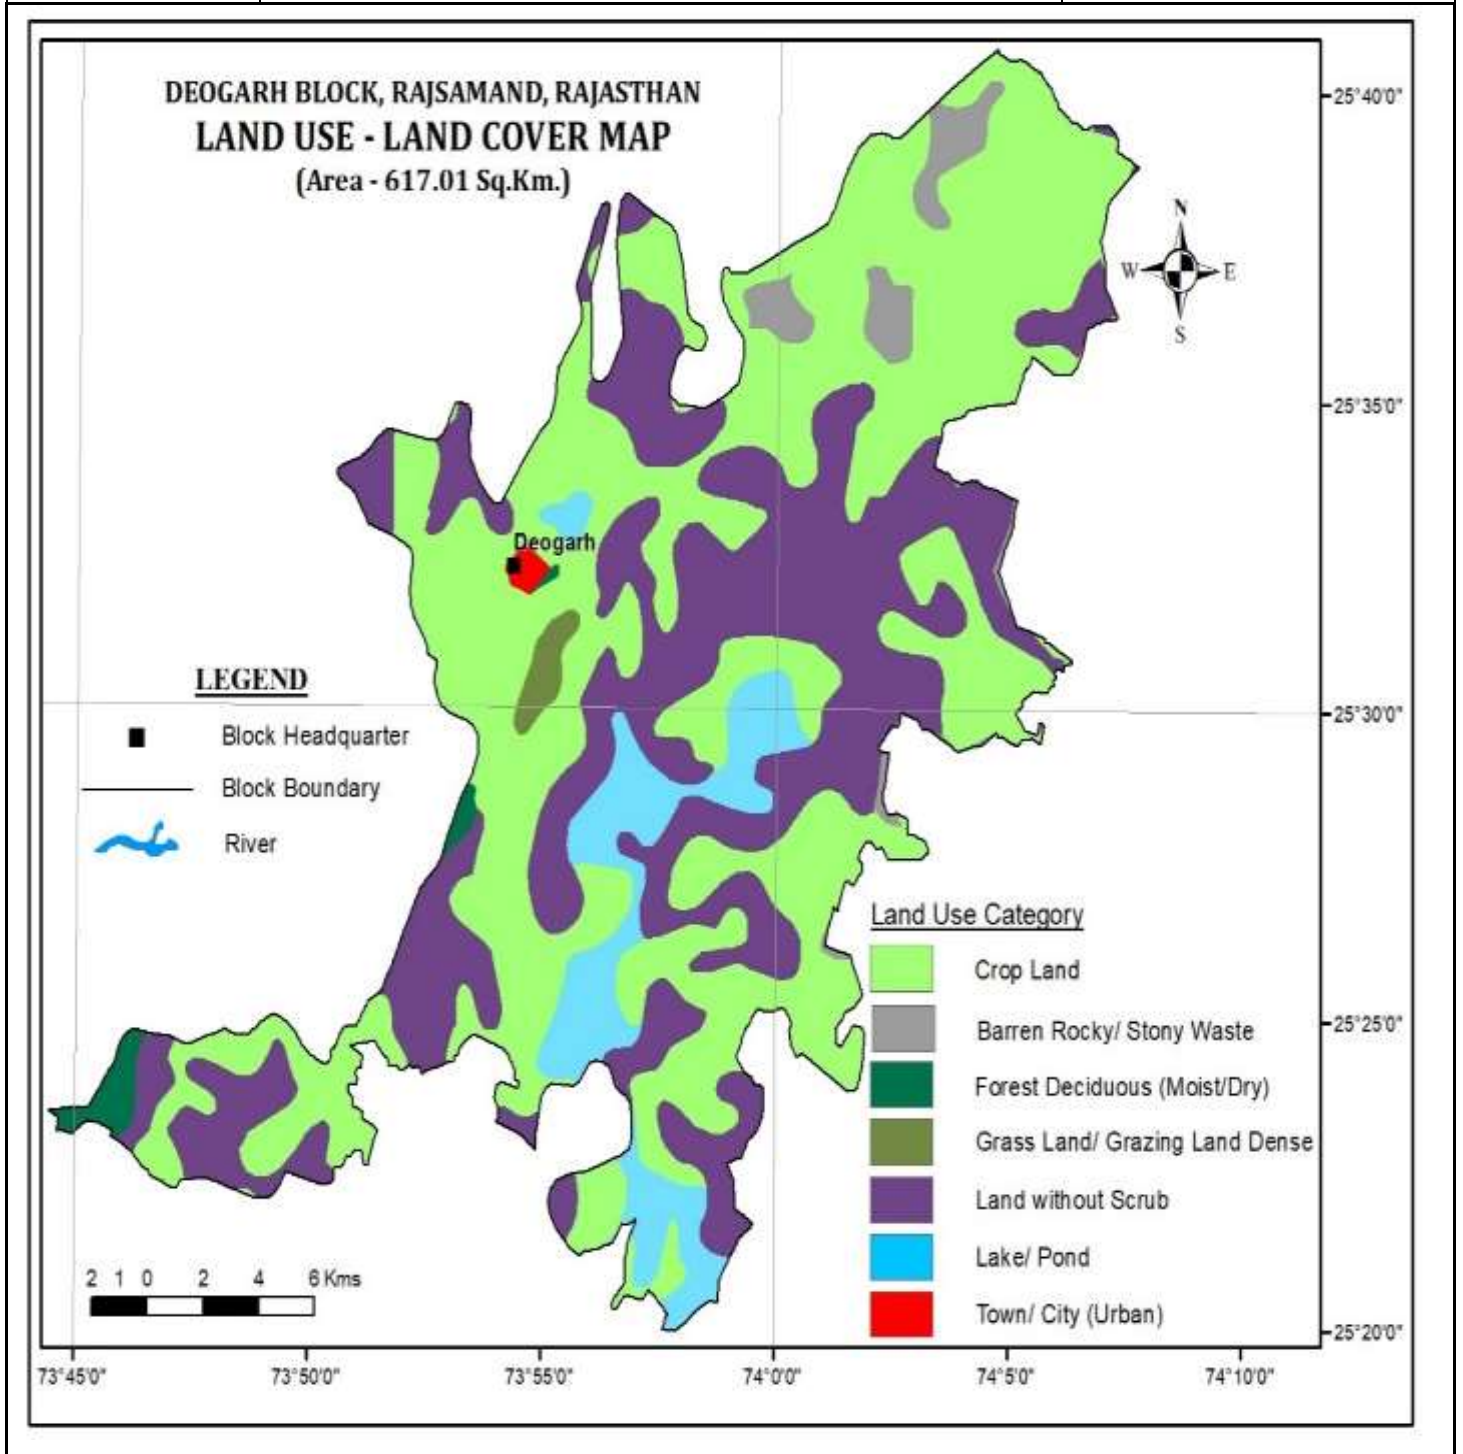 DEOGARH BLOCK, RAJSAMAND, RAJASTHAN
LAND USE - LAND COVER MAP
(Area - 617.01 Sq.Km.)
25°40'0"
N
W
E
S
25°35'0"
Deogarh
LEGEND
25°30'0"
Block Headquarter
Block Boundary
River
Land Use Category
Crop Land
25°25'0"
Barren Rocky/ Stony Waste
Forest Deciduous (Moist/Dry)
Grass Land/ Grazing Land Dense
Land without Scrub
Lake/ Pond
2 1 0 2 4 6 Kms
Town/ City (Urban)
25°20'0"
73°45'0" 73°50'0" 73°55'0" 74°0'0" 74°5'0" 74°10'0"